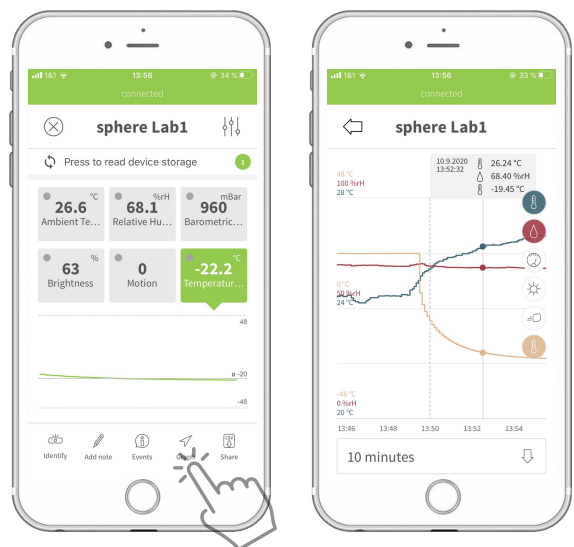 1&1 13:56 34 %
connected
sphere Lab1
Press to read device storage 1
°C %rH mBar
26.6 68.1 960
Ambient Te... Relative Hu... Barometric...
% °C
63 0 -22.2
Brightness Motion Temperatur...
48
ø -20
-48
CSV
Identify Add note Events Graph Share
1&1 13:56 33 %
connected
sphere Lab1
10.9.2020 26.24 °C
13:52:32 68.40 %rH
-19.45 °C
48 °C
100 %rH
28 °C
0 °C
50 %rH
24 °C
-48 °C
0 %rH
20 °C
13:46 13:48 13:50 13:52 13:54
10 minutes